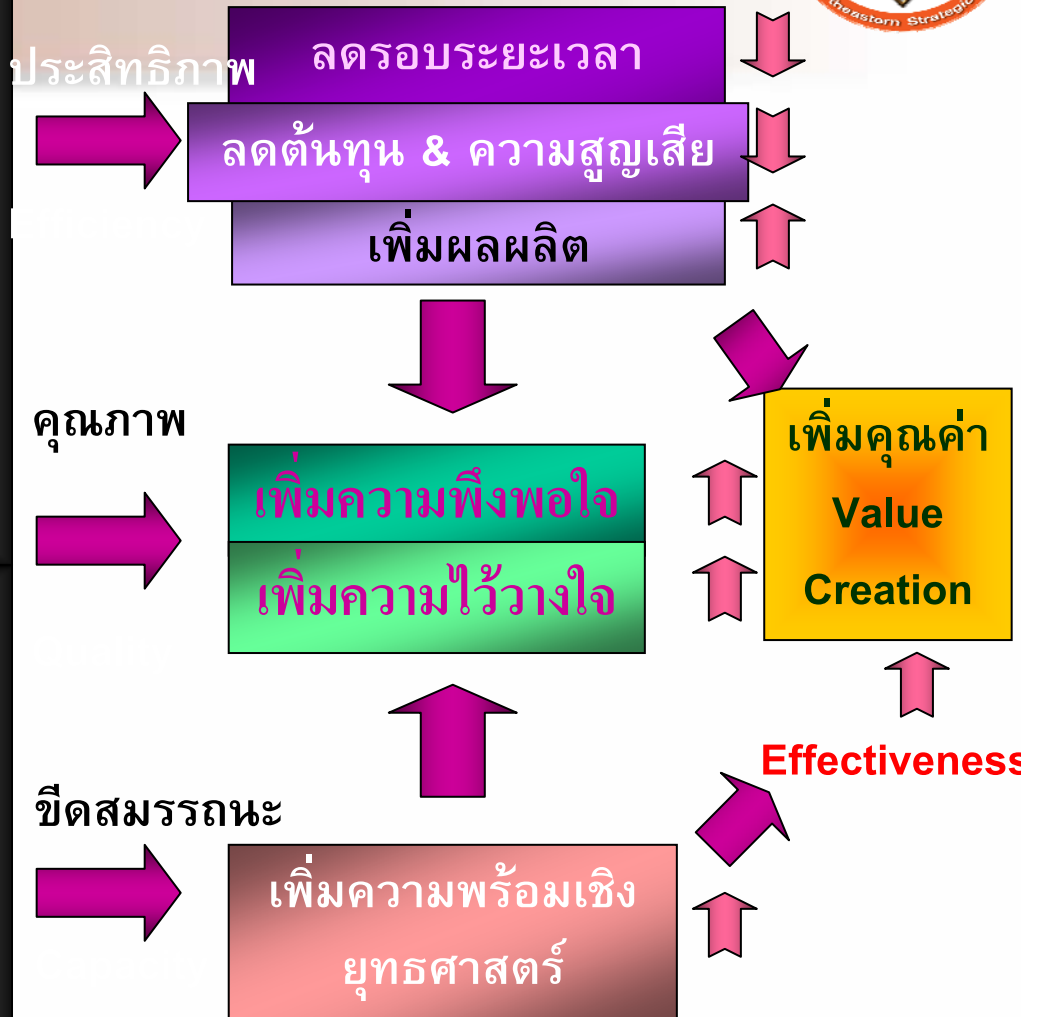 theastorn Strategic
ประสิทธิภาพ
ลดรอบระยะเวลา
ลดต้นทุน & ความสูญเสีย
เพิ่มผลผลิต
คุณภาพ
เพิ่มความพึงพอใจ
เพิ่มความไว้วางใจ
เพิ่มคุณค่า
Value
Creation
Effectiveness
ขีดสมรรถนะ
เพิ่มความพร้อมเชิง
ยุทธศาสตร์